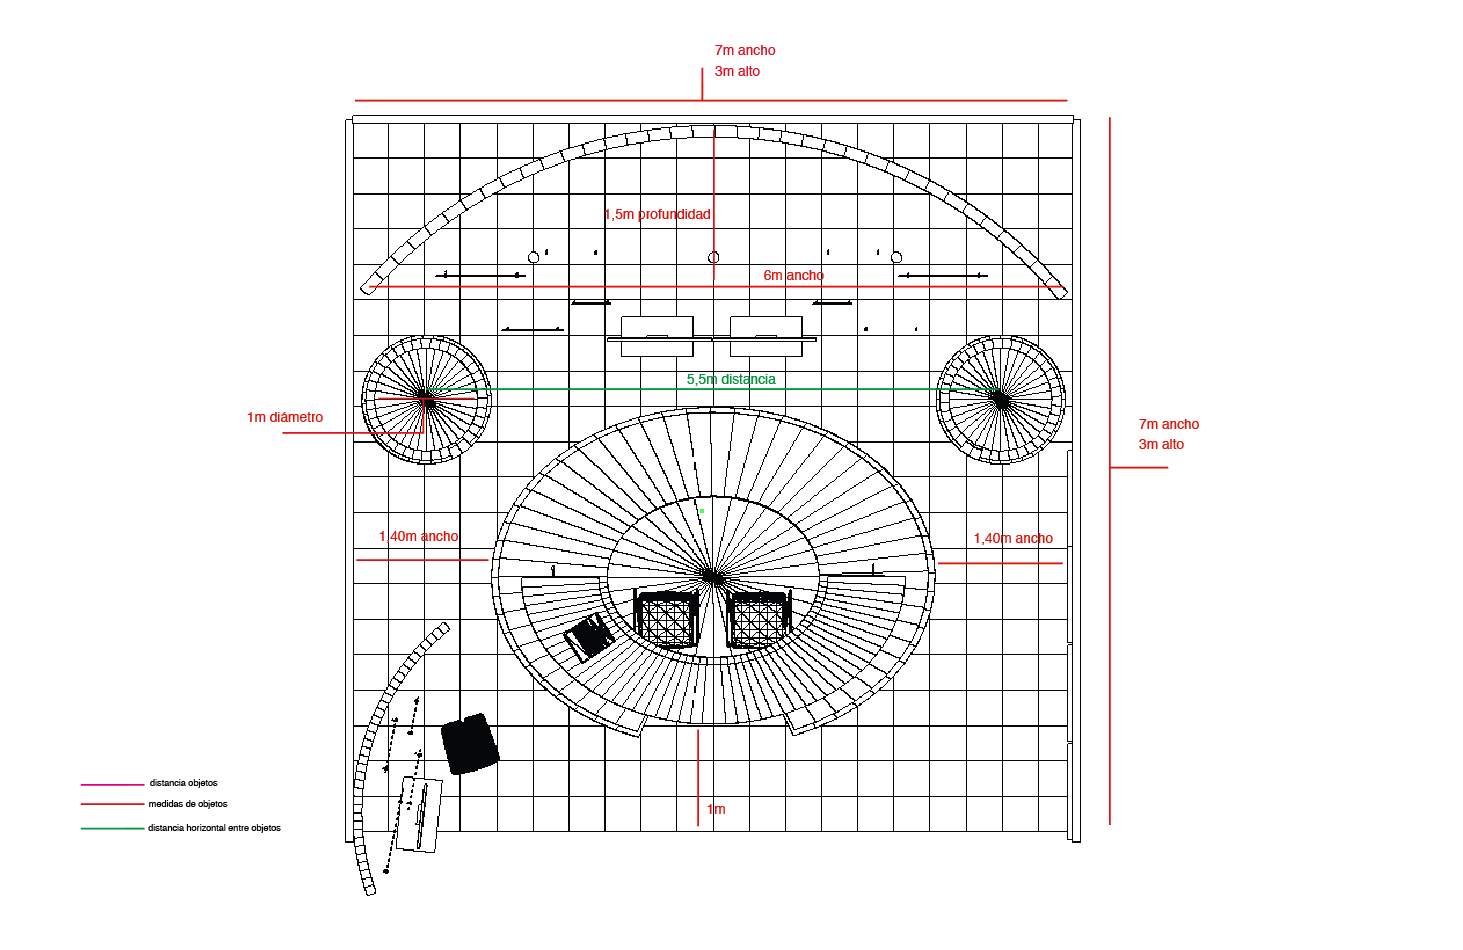 7m ancho
3m alto
1,5m profundidad
6m ancho
5,5m distancia
1m diámetro
7m ancho
3m alto
1,40m ancho
1,40m ancho
1m
distancia objetos
medidas de objetos
distancia horizontal entre objetos